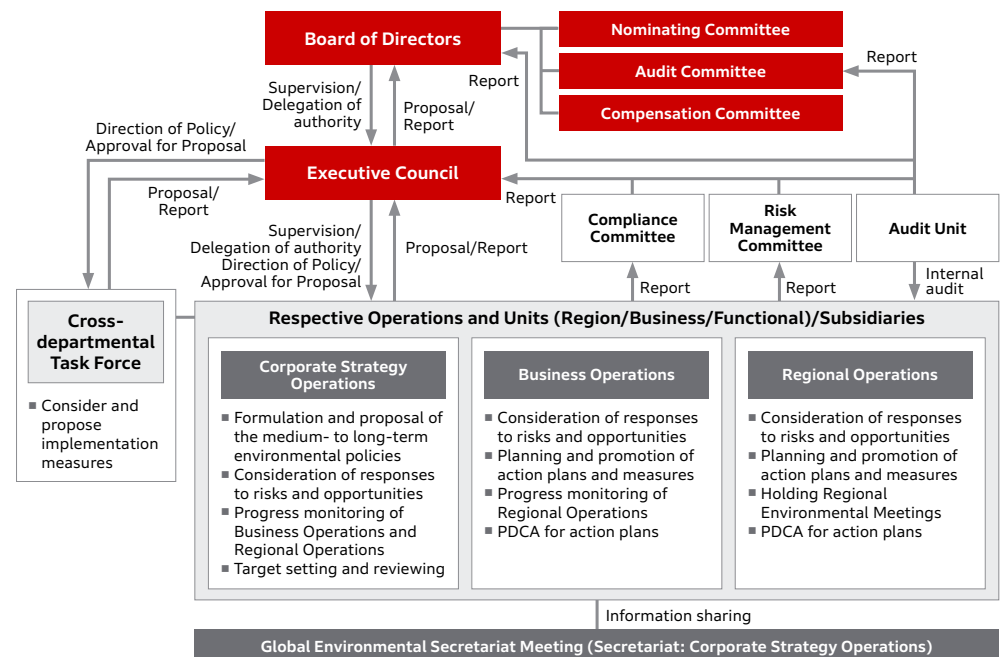 Board of Directors
Nominating Committee
Audit Committee
Compensation Committee
Report
Report
Supervision/
Delegation of
authority
Proposal/
Report
Direction of Policy/
Approval for Proposal
Executive Council
Proposal/
Report
Report
Supervision/
Delegation of authority
Direction of Policy/
Approval for Proposal
Proposal/Report
Compliance
Committee
Risk
Management
Committee
Audit Unit
Report
Report
Internal
audit
Cross-
departmental
Task Force
■ Consider and
propose
implementation
measures
Respective Operations and Units (Region/Business/Functional)/Subsidiaries
Corporate Strategy
Operations
■ Formulation and proposal of
the medium- to long-term
environmental policies
■ Consideration of responses
to risks and opportunities
■ Progress monitoring of
Business Operations and
Regional Operations
■ Target setting and reviewing
Business Operations
■ Consideration of responses
to risks and opportunities
■ Planning and promotion of
action plans and measures
■ Progress monitoring of
Regional Operations
■ PDCA for action plans
Regional Operations
■ Consideration of responses
to risks and opportunities
■ Planning and promotion of
action plans and measures
■ Holding Regional
Environmental Meetings
■ PDCA for action plans
Information sharing
Global Environmental Secretariat Meeting (Secretariat: Corporate Strategy Operations)